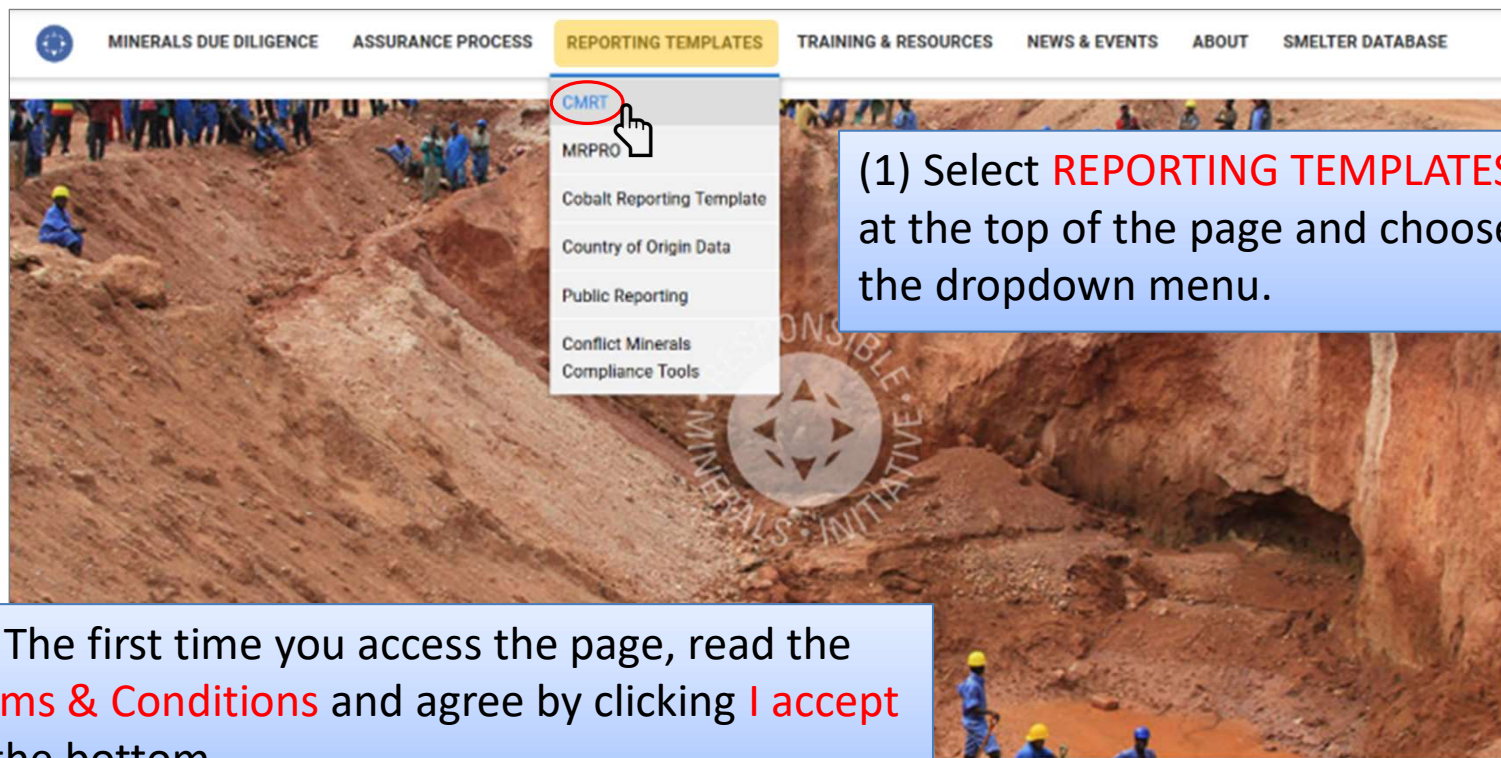 MINERALS DUE DILIGENCE ASSURANCE PROCESS REPORTING TEMPLATES TRAINING & RESOURCES NEWS & EVENTS ABOUT SMELTER DATABASE
CMRT
MRPRO
Cobalt Reporting Template
Country of Origin Data
Public Reporting
Conflict Minerals
Compliance Tools
(1) Select REPORTING TEMPLATES
at the top of the page and choose
the dropdown menu.
RESPONSIBLE • MINERALS • INITIATIVE
The first time you access the page, read the
ms & Conditions and agree by clicking I accept
the bottom